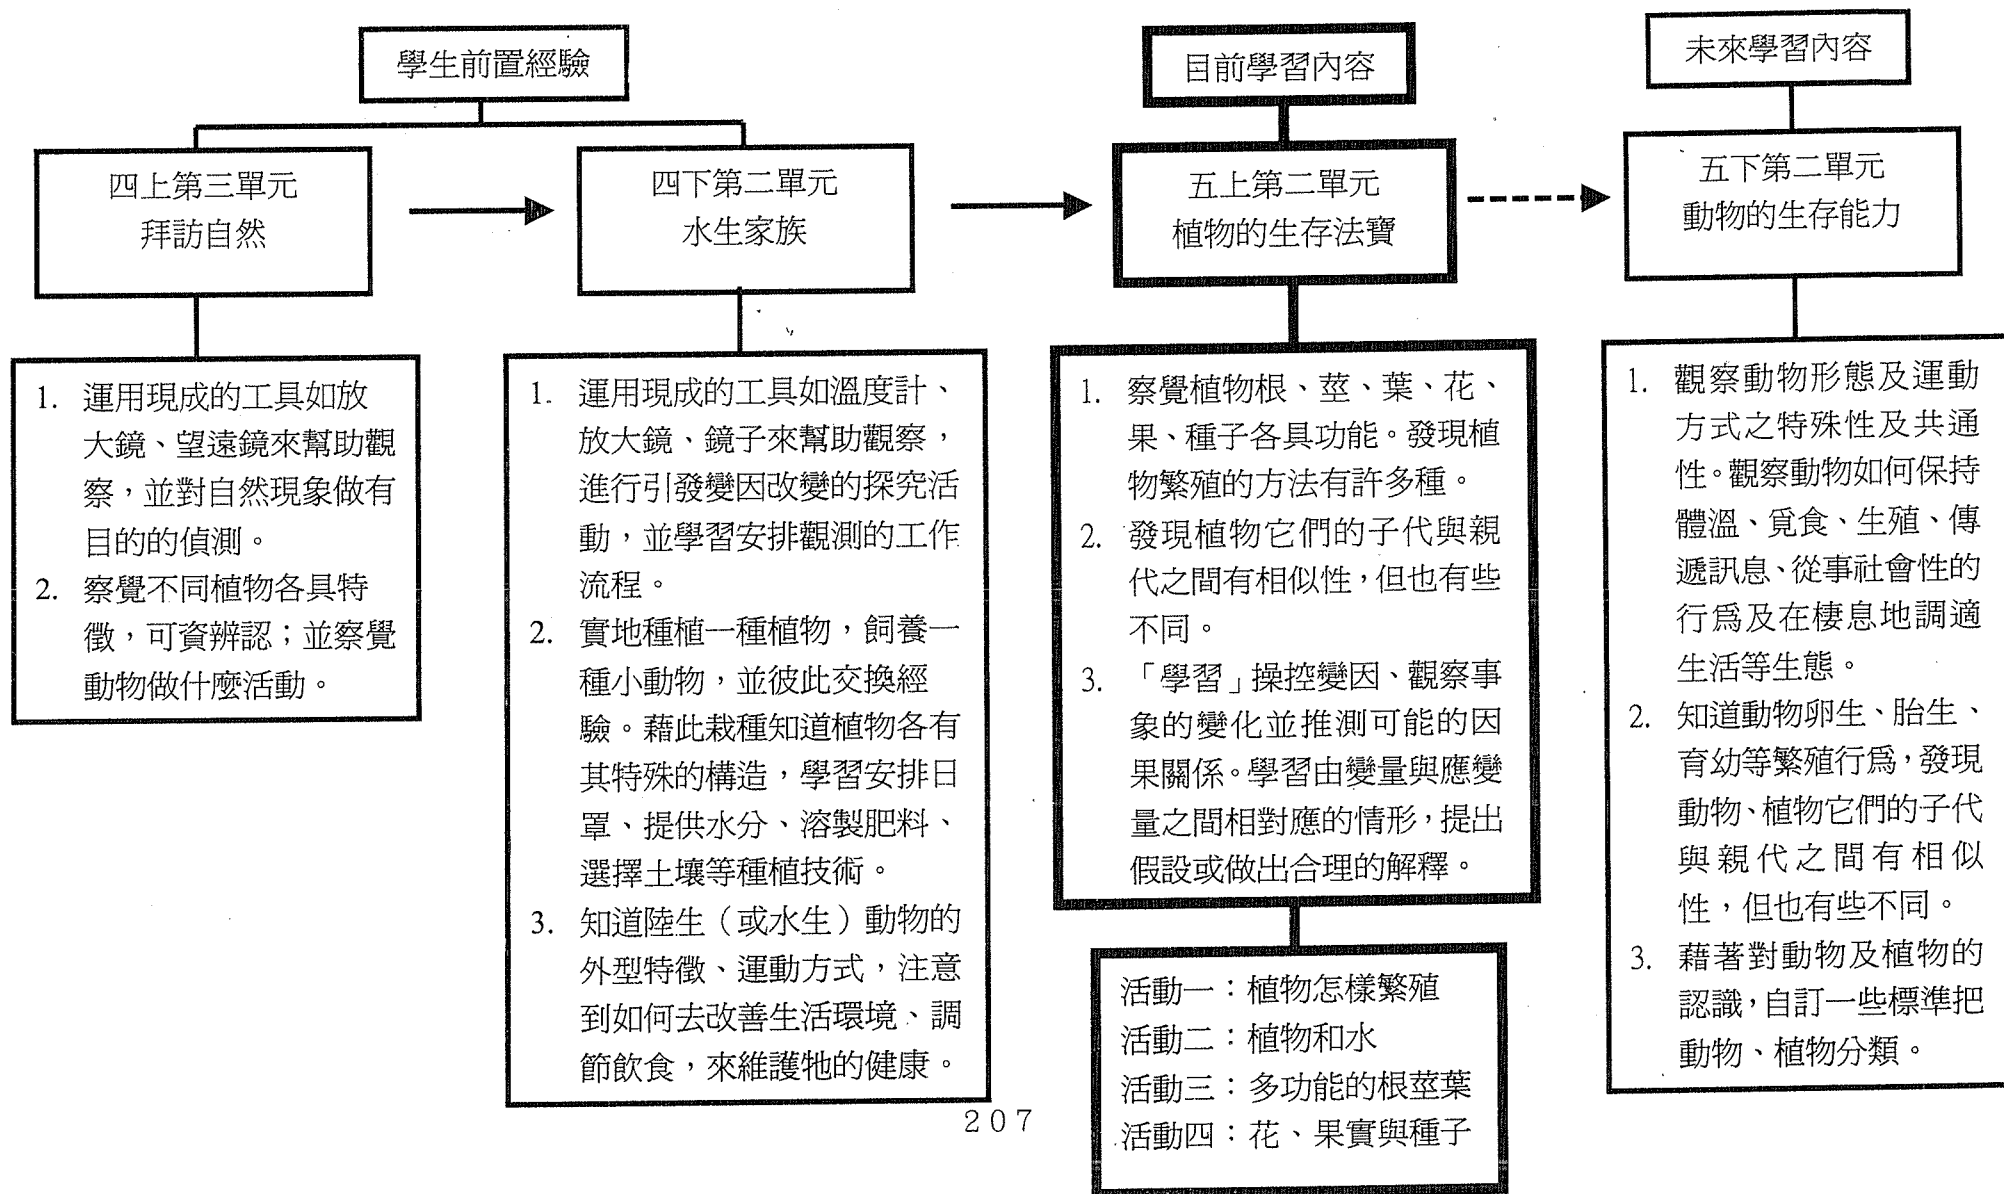 學生前置經驗
四上第三單元
拜訪自然
1. 運用現成的工具如放
大鏡、望遠鏡來幫助觀
察，並對自然現象做有
目的的偵測。
2. 察覺不同植物各具特
徵，可資辨認；並察覺
動物做什麼活動。
四下第二單元
水生家族
1. 運用現成的工具如溫度計、
放大鏡、鏡子來幫助觀察，
進行引發變因改變的探究活
動，並學習安排觀測的工作
流程。
2. 實地種植一種植物，飼養一
種小動物，並彼此交換經
驗。藉此栽種知道植物各有
其特殊的構造，學習安排日
罩、提供水分、溶製肥料、
選擇土壤等種植技術。
3. 知道陸生（或水生）動物的
外型特徵、運動方式，注意
到如何去改善生活環境、調
節飲食，來維護牠的健康。
目前學習內容
五上第二單元
植物的生存法寶
1. 察覺植物根、莖、葉、花、
果、種子各具功能。發現植
物繁殖的方法有許多種。
2. 發現植物它們的子代與親
代之間有相似性，但也有些
不同。
3. 「學習」操控變因、觀察事
象的變化並推測可能的因
果關係。學習由變量與應變
量之間相對應的情形，提出
假設或做出合理的解釋。
活動一：植物怎樣繁殖
活動二：植物和水
活動三：多功能的根莖葉
活動四：花、果實與種子
未來學習內容
五下第二單元
動物的生存能力
1. 觀察動物形態及運動
方式之特殊性及共通
性。觀察動物如何保持
體溫、覓食、生殖、傳
遞訊息、從事社會性的
行為及在棲息地調適
生活等生態。
2. 知道動物卵生、胎生、
育幼等繁殖行為，發現
動物、植物它們的子代
與親代之間有相似
性，但也有些不同。
3. 藉著對動物及植物的
認識，自訂一些標準把
動物、植物分類。
207